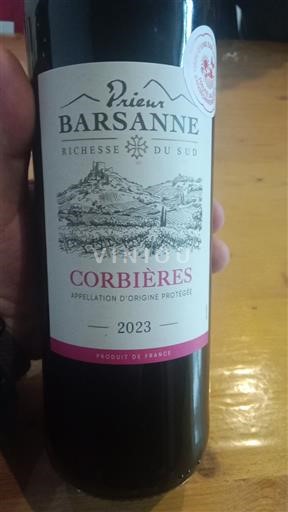 Prieur
BARSANNE
RICHESSE DU SUD
VINIOU
CORBIÈRES
APPELLATION D'ORIGINE PROTÉGÉE
2023
PRODUIT DE FRANCE